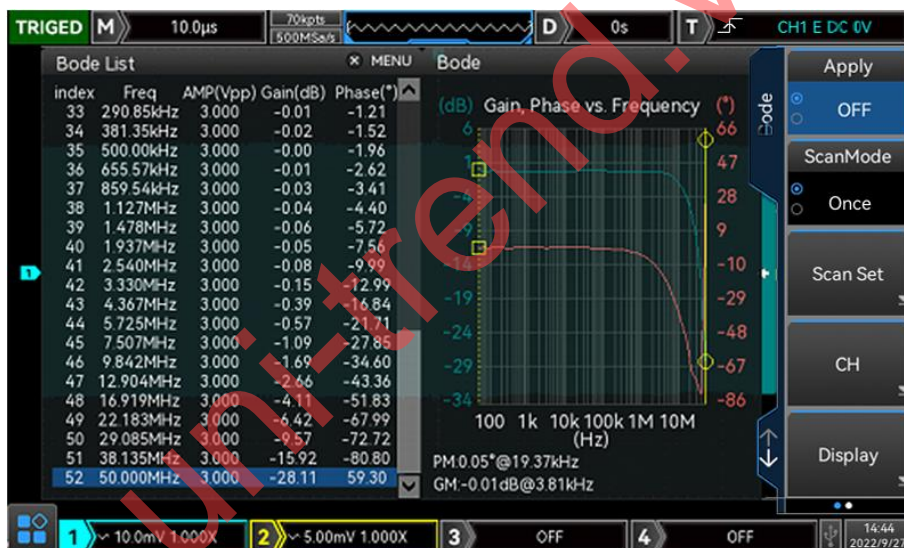 TRIGED M 10.0μs 70kpts 500MSa/s D 0s T CH1 E DC 0V
Bode List × MENU
index Freq AMP(Vpp) Gain(dB) Phase(°)
33 290.85kHz 3.000 -0.01 -1.21
34 381.35kHz 3.000 -0.02 -1.52
35 500.00kHz 3.000 -0.00 -1.96
36 655.57kHz 3.000 -0.01 -2.62
37 859.54kHz 3.000 -0.03 -3.41
38 1.127MHz 3.000 -0.04 -4.40
39 1.478MHz 3.000 -0.06 -5.72
40 1.937MHz 3.000 -0.05 -7.56
41 2.540MHz 3.000 -0.08 -9.99
42 3.330MHz 3.000 -0.15 -12.99
43 4.367MHz 3.000 -0.39 -16.84
44 5.725MHz 3.000 -0.57 -21.71
45 7.507MHz 3.000 -1.09 -27.85
46 9.842MHz 3.000 -1.69 -34.60
47 12.904MHz 3.000 -2.66 -43.36
48 16.919MHz 3.000 -4.11 -51.83
49 22.183MHz 3.000 -6.42 -67.99
50 29.085MHz 3.000 -9.57 -72.72
51 38.135MHz 3.000 -15.92 -80.80
52 50.000MHz 3.000 -28.11 59.30
Bode
(dB) Gain, Phase vs. Frequency (°)
6 66
1 47
-4 28
-9 9
-14 -10
-19 -29
-24 -48
-29 -67
-34 -86
100 1k 10k 100k 1M 10M
(Hz)
PM:0.05°@19.37kHz
GM:-0.01dB@3.81kHz
Bode
Apply
OFF
ScanMode
Once
Scan Set
CH
Display
1
1 ~ 10.0mV 1.000X 2 ~ 5.00mV 1.000X 3 OFF 4 OFF
14:44
2022/9/27
uni-trend.